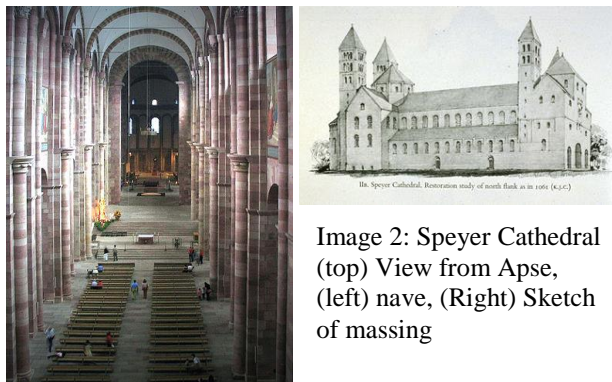 IIB. Speyer Cathedral. Restoration study of north flank as in 1061 (K.J.C.)
Image 2: Speyer Cathedral
(top) View from Apse,
(left) nave, (Right) Sketch
of massing